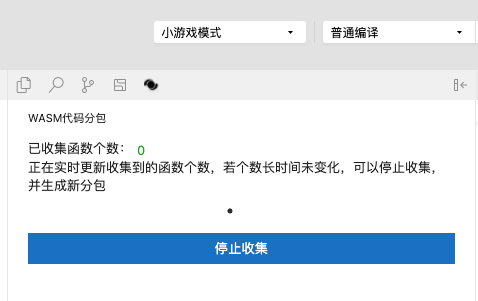 小游戏模式
普通编译
WASM代码分包
已收集函数个数： 0
正在实时更新收集到的函数个数，若个数长时间未变化，可以停止收集，
并生成新分包
停止收集